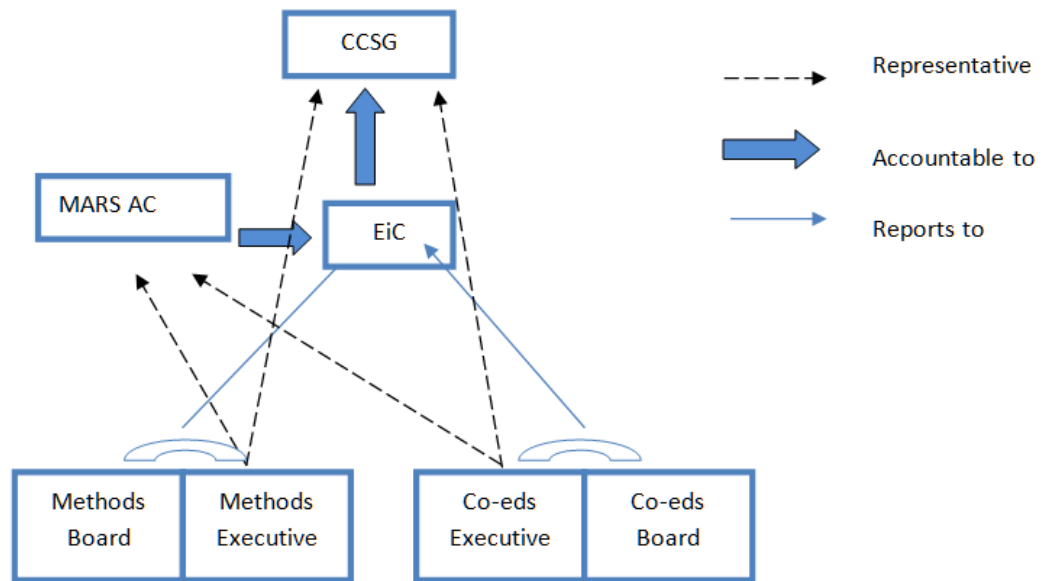 CCSG
Representative
Accountable to
MARS AC
EiC
Reports to
Methods
Board
Methods
Executive
Co-eds
Executive
Co-eds
Board